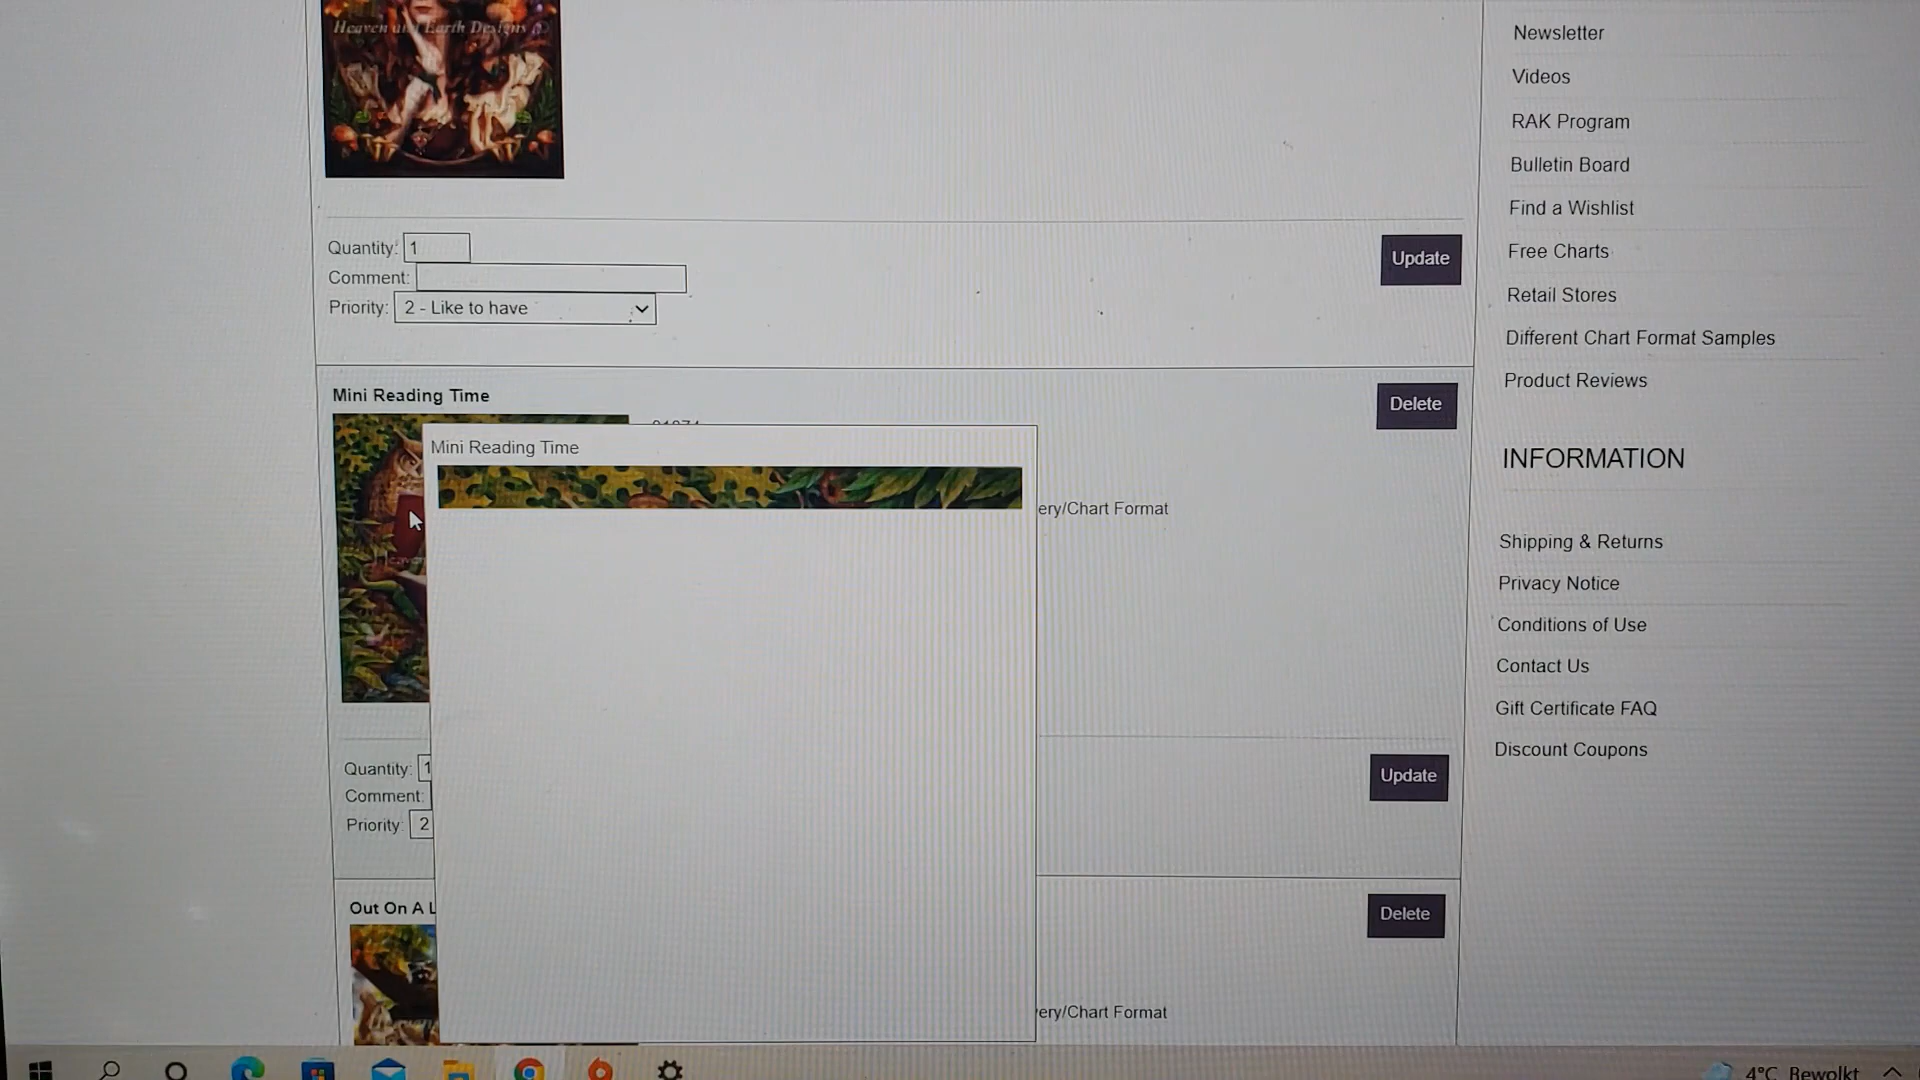 Heaven and Earth Designs
Quantity: 1
Comment:
Priority: 2 - Like to have
Update
Mini Reading Time
Delete
Mini Reading Time
ery/Chart Format
Quantity: 1
Comment:
Priority: 2
Update
Out On A L
Delete
ery/Chart Format
Newsletter
Videos
RAK Program
Bulletin Board
Find a Wishlist
Free Charts
Retail Stores
Different Chart Format Samples
Product Reviews
INFORMATION
Shipping & Returns
Privacy Notice
Conditions of Use
Contact Us
Gift Certificate FAQ
Discount Coupons
4°C Bewölkt